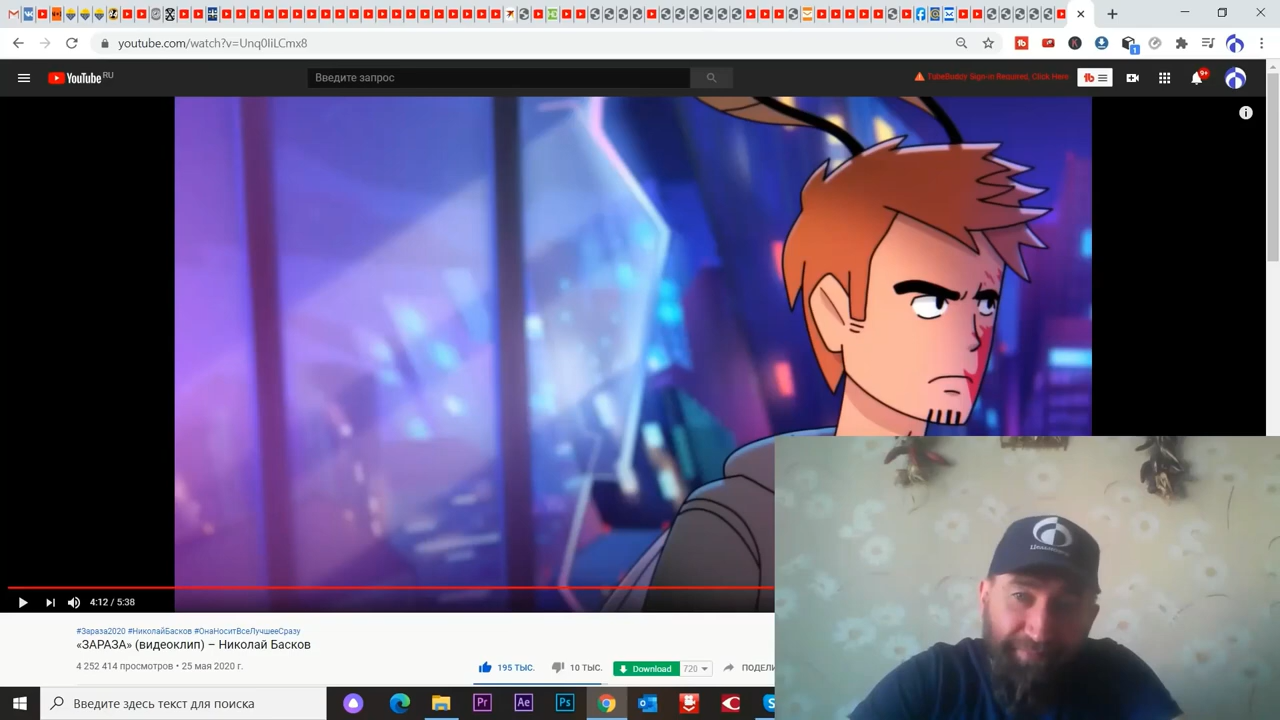 youtube.com/watch?v=Unq0IiLCmx8
1
YouTube RU
Введите запрос
TubeBuddy Sign-in Required, Click Here
9+
4:12 / 5:38
#Зараза2020 #НиколайБасков #ОнаНоситВсеЛучшееСразу
«ЗАРАЗА» (видеоклип) – Николай Басков
4 252 414 просмотров • 25 мая 2020 г.
195 ТЫС.
10 ТЫС.
Download
720
ПОДЕЛИ
Введите здесь текст для поиска
Pr
Ae
Ps